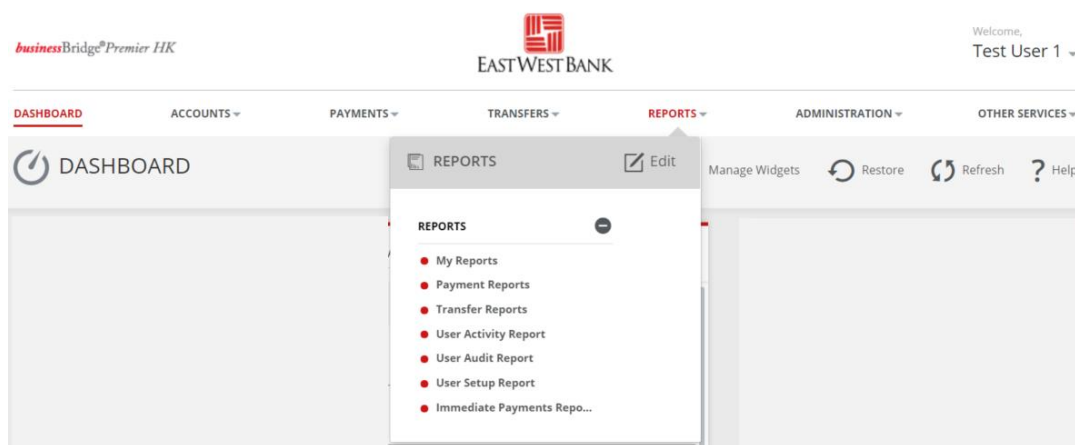 businessBridge®Premier HK
EASTWEST BANK
Welcome,
Test User 1
DASHBOARD ACCOUNTS PAYMENTS TRANSFERS REPORTS ADMINISTRATION OTHER SERVICES
DASHBOARD
REPORTS Edit
Manage Widgets Restore Refresh ? Help
REPORTS
My Reports
Payment Reports
Transfer Reports
User Activity Report
User Audit Report
User Setup Report
Immediate Payments Repo...